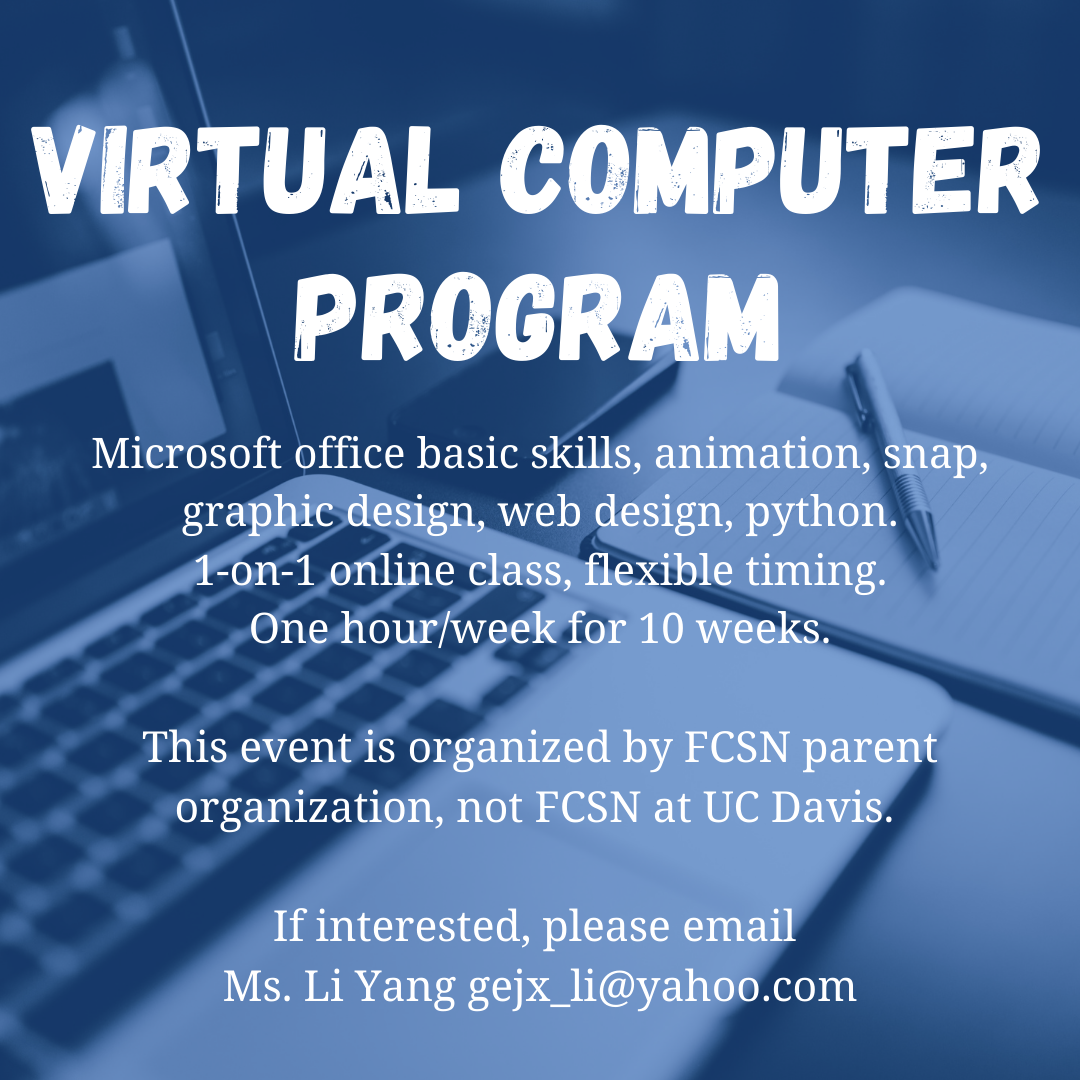 VIRTUAL COMPUTER
PROGRAM
Microsoft office basic skills, animation, snap,
graphic design, web design, python.
1-on-1 online class, flexible timing.
One hour/week for 10 weeks.
This event is organized by FCSN parent
organization, not FCSN at UC Davis.
If interested, please email
Ms. Li Yang gejx_li@yahoo.com